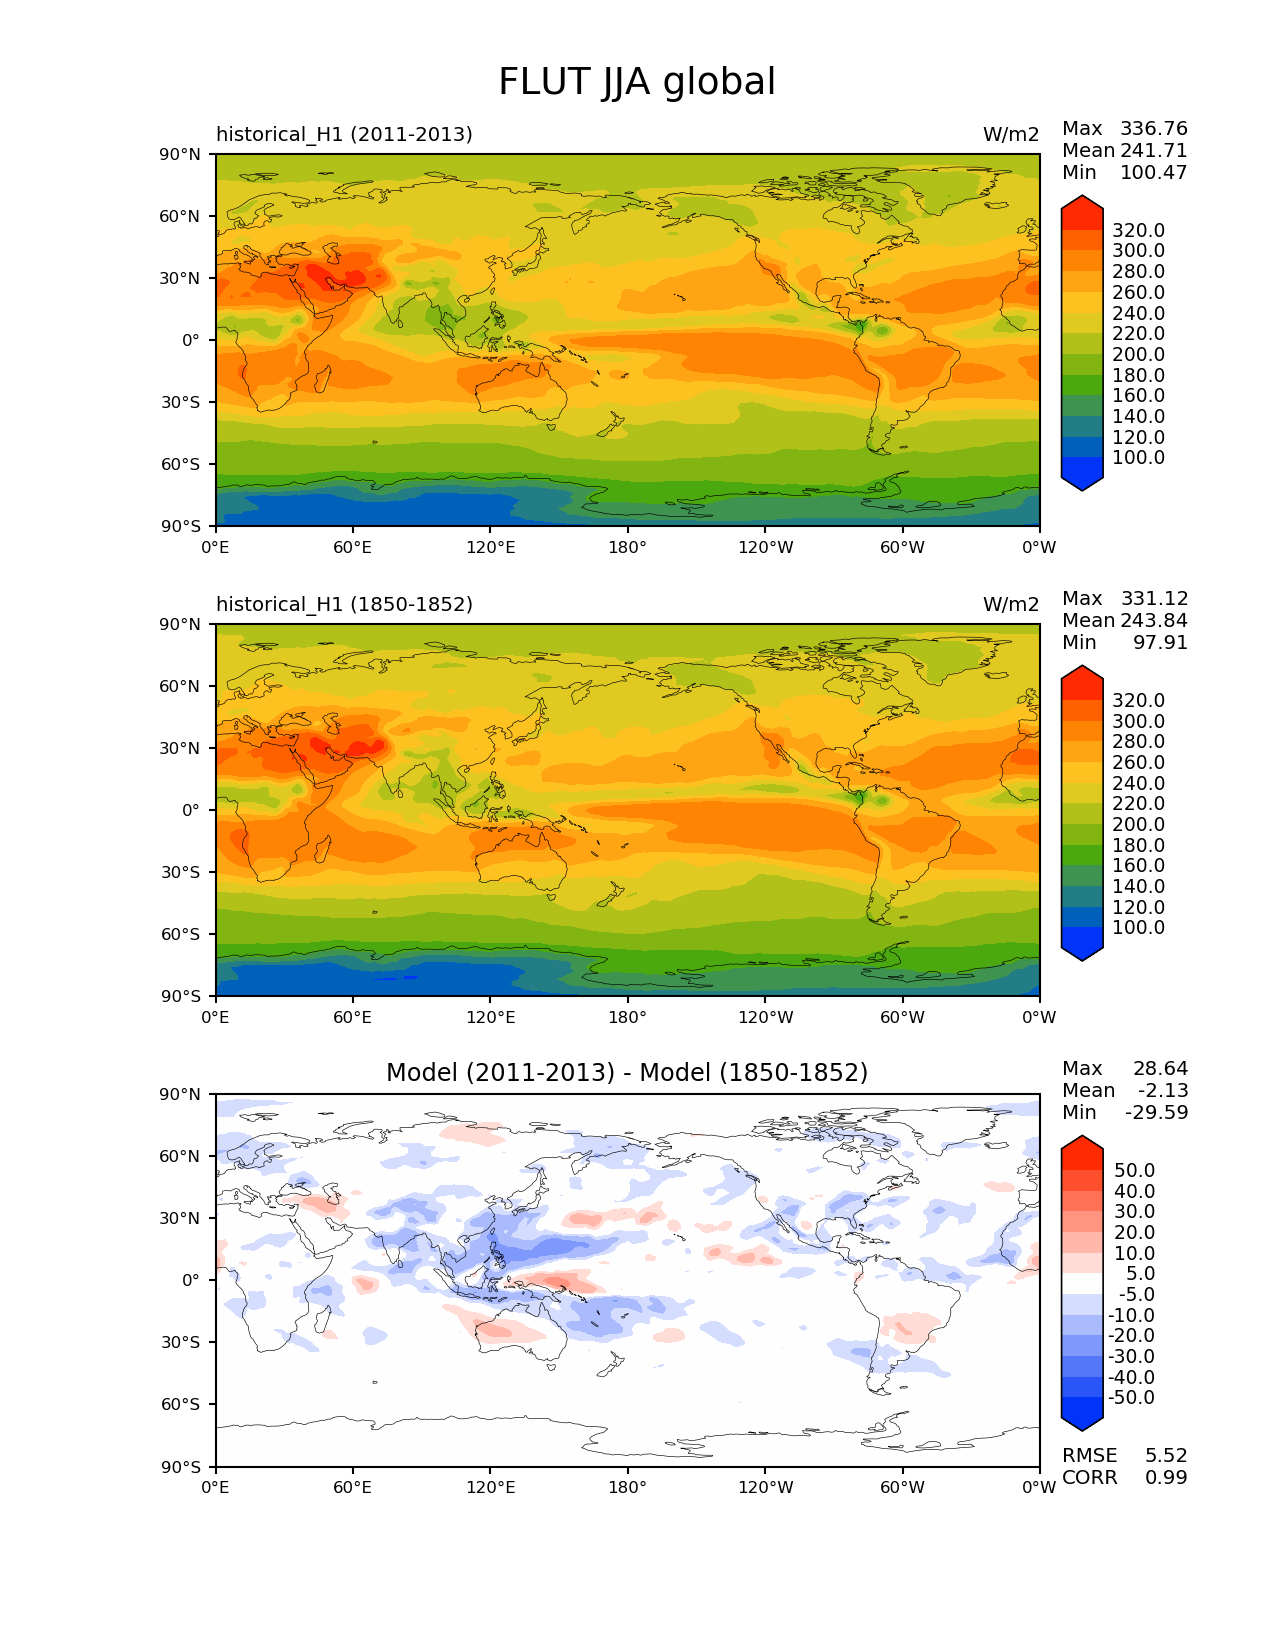 FLUT JJA global
historical_H1 (2011-2013) W/m2
Max 336.76
Mean 241.71
Min 100.47
90°N
60°N
30°N
0°
30°S
60°S
90°S
0°E 60°E 120°E 180° 120°W 60°W 0°W
320.0
300.0
280.0
260.0
240.0
220.0
200.0
180.0
160.0
140.0
120.0
100.0
historical_H1 (1850-1852) W/m2
Max 331.12
Mean 243.84
Min 97.91
90°N
60°N
30°N
0°
30°S
60°S
90°S
0°E 60°E 120°E 180° 120°W 60°W 0°W
320.0
300.0
280.0
260.0
240.0
220.0
200.0
180.0
160.0
140.0
120.0
100.0
Model (2011-2013) - Model (1850-1852)
Max 28.64
Mean -2.13
Min -29.59
90°N
60°N
30°N
0°
30°S
60°S
90°S
0°E 60°E 120°E 180° 120°W 60°W 0°W
50.0
40.0
30.0
20.0
10.0
5.0
-5.0
-10.0
-20.0
-30.0
-40.0
-50.0
RMSE 5.52
CORR 0.99